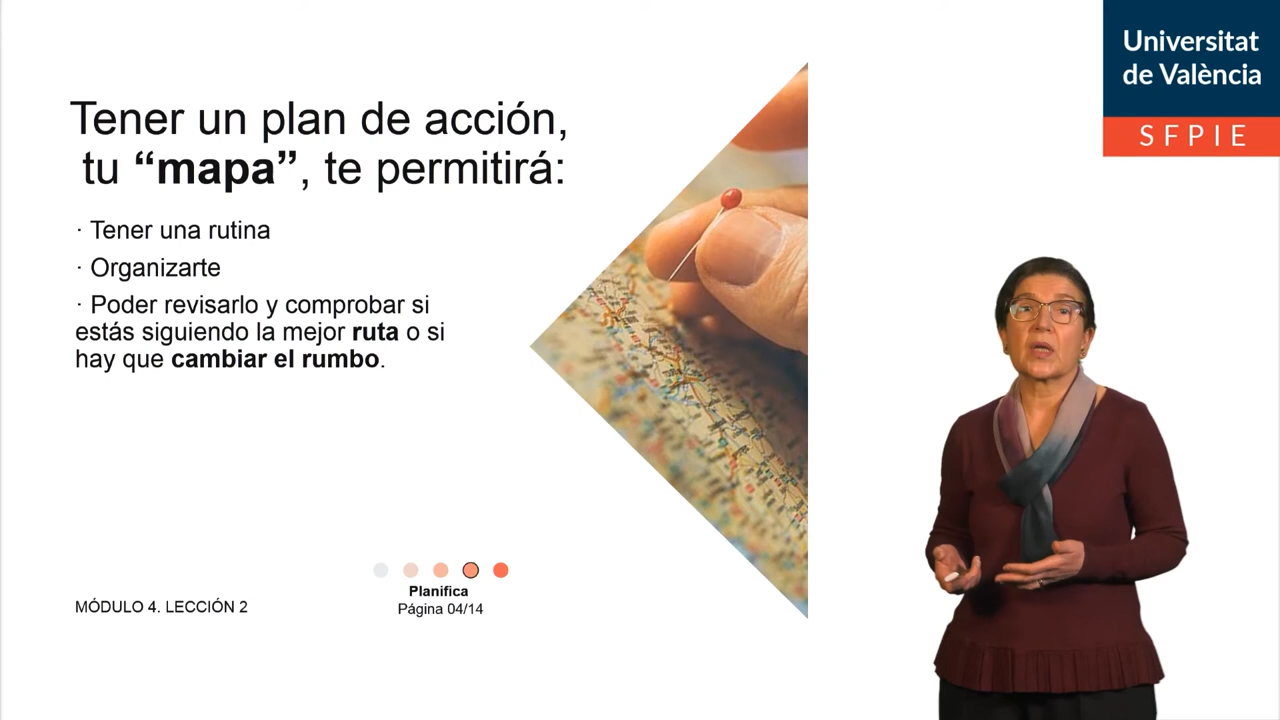 Universitat
de València
SFPIE
Tener un plan de acción,
tu “mapa”, te permitirá:
· Tener una rutina
· Organizarte
· Poder revisarlo y comprobar si
estás siguiendo la mejor ruta o si
hay que cambiar el rumbo.
Planifica
Página 04/14
MÓDULO 4. LECCIÓN 2